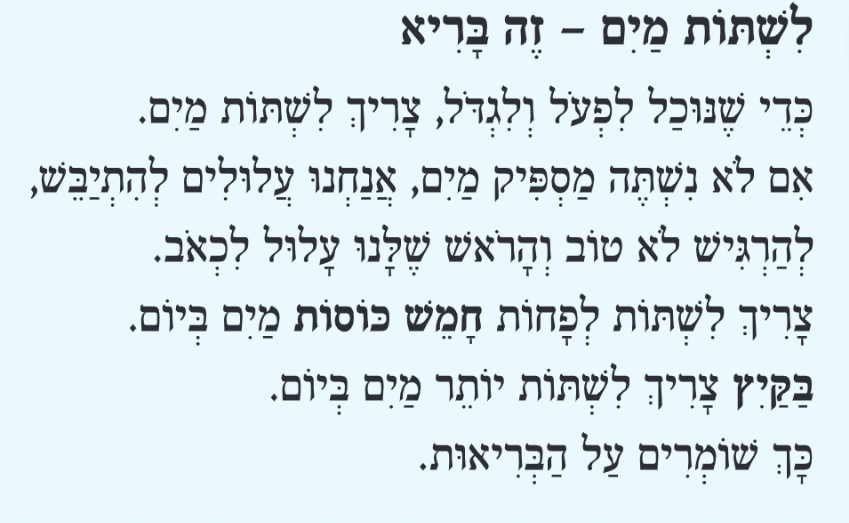 לִשְׁתּוֹת מַיִם – זֶה בָּרִיא
כְּדֵי שֶׁנּוּכַל לִפְעֹל וְלִגְדֹּל, צָרִיךְ לִשְׁתּוֹת מַיִם.
אִם לֹא נִשְׁתֶּה מַסְפִּיק מַיִם, אֲנַחְנוּ עֲלוּלִים לְהִתְיַבֵּשׁ,
לְהַרְגִּישׁ לֹא טוֹב וְהָרֹאשׁ שֶׁלָּנוּ עָלוּל לִכְאֹב.
צָרִיךְ לִשְׁתּוֹת לְפָחוֹת חָמֵשׁ כּוֹסוֹת מַיִם בְּיוֹם.
בַּקַּיִץ צָרִיךְ לִשְׁתּוֹת יוֹתֵר מַיִם בְּיוֹם.
כָּךְ שׁוֹמְרִים עַל הַבְּרִיאוּת.